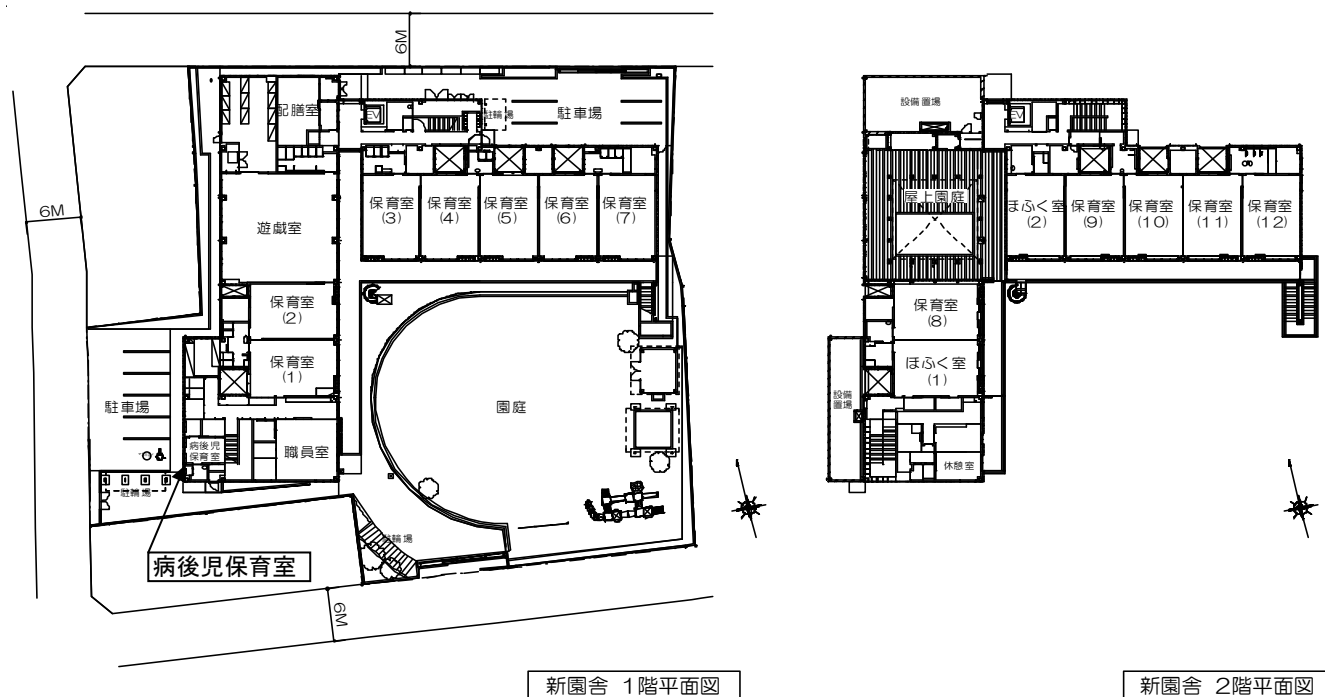 6M
配膳室
EV
駐輪場
駐車場
保育室
(3)
保育室
(4)
保育室
(5)
保育室
(6)
保育室
(7)
6M
遊戯室
保育室
(2)
保育室
(1)
駐車場
園庭
病後児
保育室
職員室
駐輪場
駐輪場
病後児保育室
6M
新園舎 1階平面図
設備置場
EV
屋上園庭
ほふく室
(2)
保育室
(9)
保育室
(10)
保育室
(11)
保育室
(12)
保育室
(8)
ほふく室
(1)
設備
置場
休憩室
新園舎 2階平面図